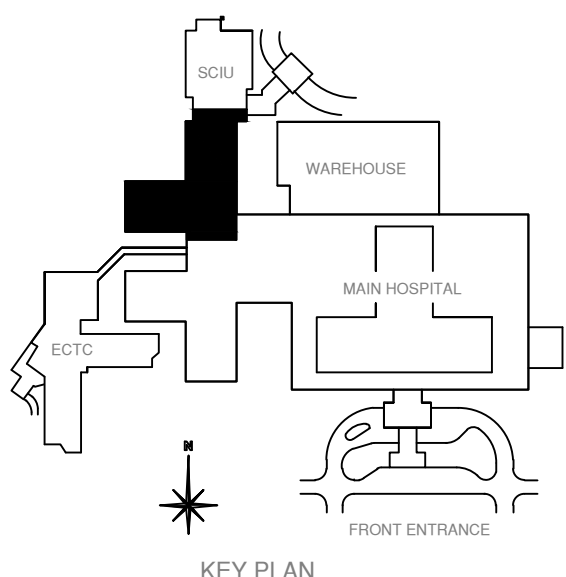 SCIU
WAREHOUSE
MAIN HOSPITAL
ECTC
N
FRONT ENTRANCE
KEY PLAN